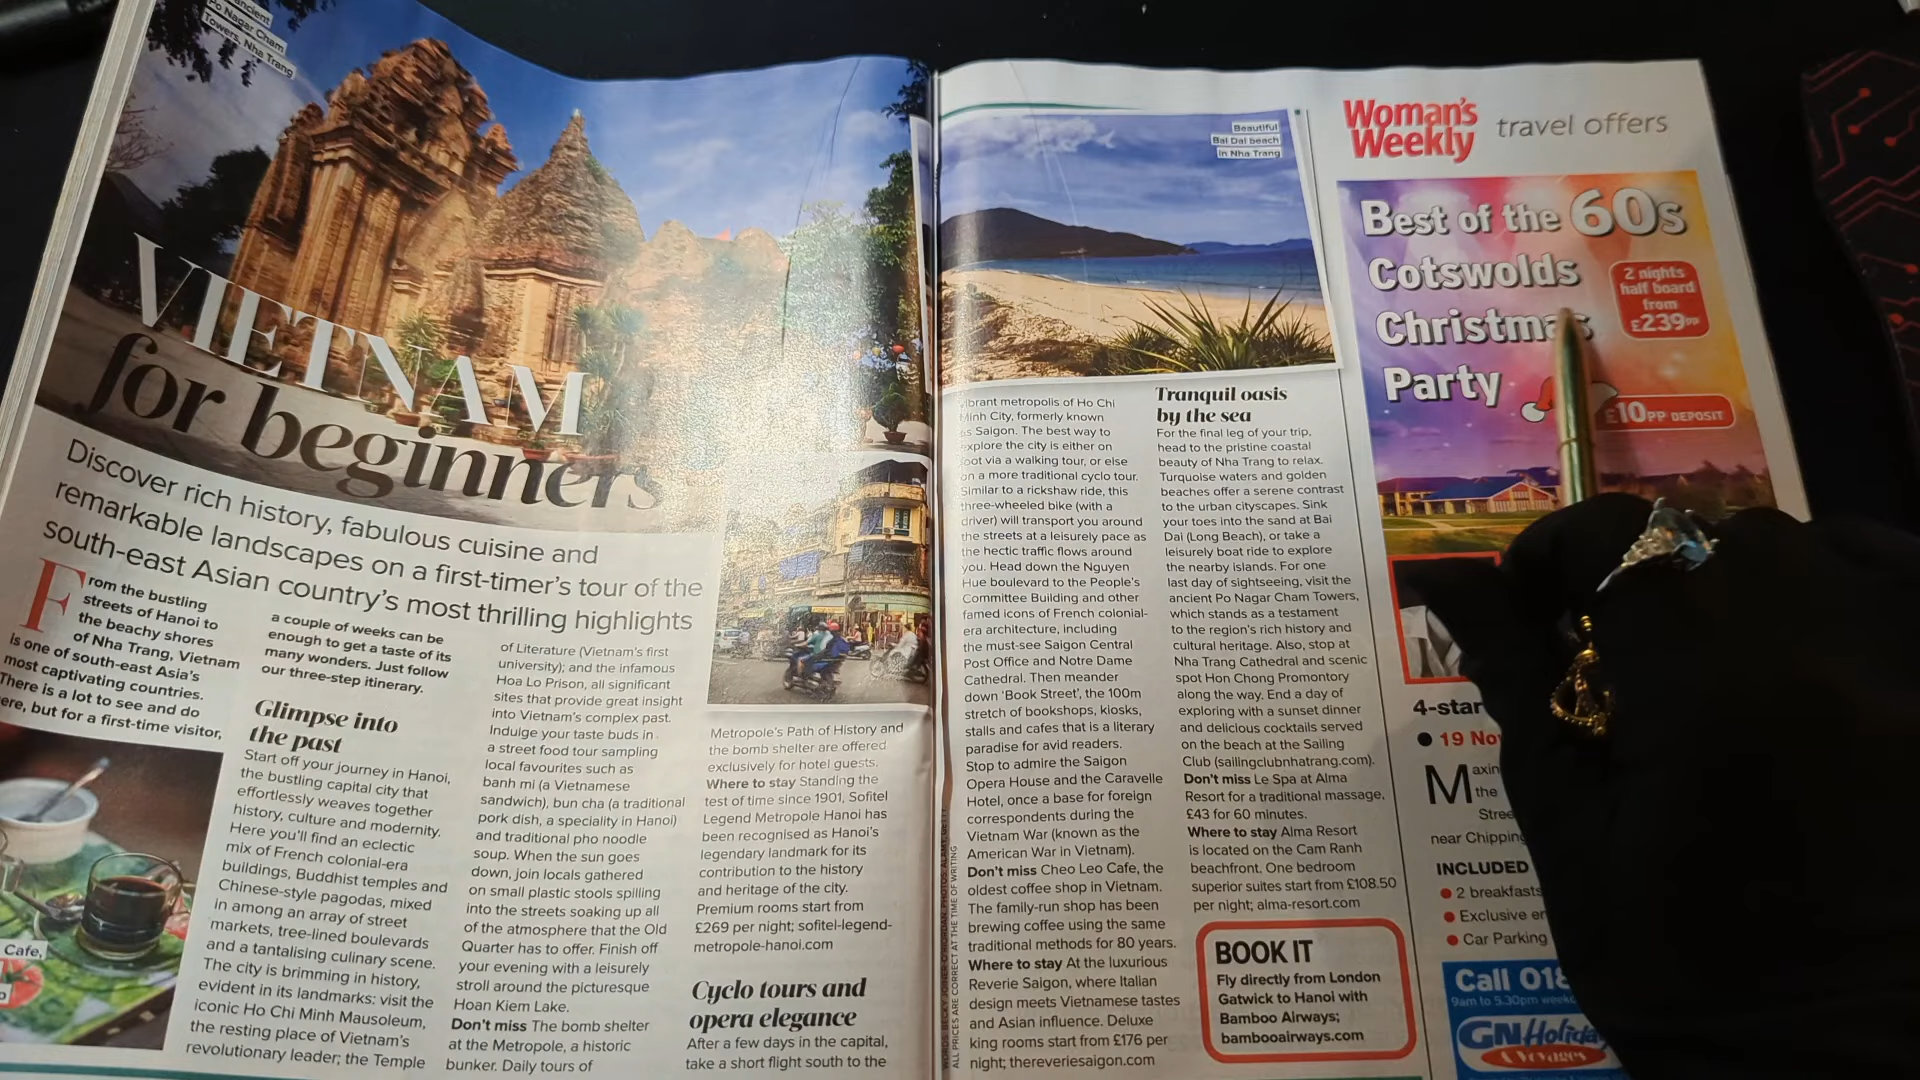 ancient
Po Nagar Cham
Towers, Nha Trang
VIETNAM
for beginners
Discover rich history, fabulous cuisine and
remarkable landscapes on a first-timer's tour of the
south-east Asian country's most thrilling highlights
From the bustling
streets of Hanoi to
the beachy shores
of Nha Trang, Vietnam
is one of south-east Asia's
most captivating countries.
There is a lot to see and do
but for a first-time visitor,
Cafe,
a couple of weeks can be
enough to get a taste of its
many wonders. Just follow
our three-step itinerary.
Glimpse into
the past
Start off your journey in Hanoi,
the bustling capital city that
effortlessly weaves together
history, culture and modernity.
Here you'll find an eclectic
mix of French colonial-era
buildings, Buddhist temples and
Chinese-style pagodas, mixed
in among an array of street
markets, tree-lined boulevards
and a tantalising culinary scene.
The city is brimming in history,
evident in its landmarks: visit the
iconic Ho Chi Minh Mausoleum,
the resting place of Vietnam's
revolutionary leader; the Temple
of Literature (Vietnam's first
university); and the infamous
Hoa Lo Prison, all significant
sites that provide great insight
into Vietnam's complex past.
Indulge your taste buds in
a street food tour sampling
local favourites such as
banh mi (a Vietnamese
sandwich), bun cha (a traditional
pork dish, a speciality in Hanoi)
and traditional pho noodle
soup. When the sun goes
down, join locals gathered
on small plastic stools spilling
into the streets soaking up all
of the atmosphere that the Old
Quarter has to offer. Finish off
your evening with a leisurely
stroll around the picturesque
Hoan Kiem Lake.
Don't miss The bomb shelter
at the Metropole, a historic
bunker. Daily tours of
Metropole's Path of History and
the bomb shelter are offered
exclusively for hotel guests.
Where to stay Standing the
test of time since 1901, Sofitel
Legend Metropole Hanoi has
been recognised as Hanoi's
legendary landmark for its
contribution to the history
and heritage of the city.
Premium rooms start from
£269 per night; sofitel-legend-
metropole-hanoi.com
Cyclo tours and
opera elegance
After a few days in the capital,
take a short flight south to the
Beautiful
Bai Dai beach
in Nha Trang
metropolis of Ho Chi
Minh City, formerly known
as Saigon. The best way to
explore the city is either on
foot via a walking tour, or else
on a more traditional cyclo tour.
Similar to a rickshaw ride, this
three-wheeled bike (with a
driver) will transport you around
the streets at a leisurely pace as
the hectic traffic flows around
you. Head down the Nguyen
Hue boulevard to the People's
Committee Building and other
famed icons of French colonial-
era architecture, including
the must-see Saigon Central
Post Office and Notre Dame
Cathedral. Then meander
down 'Book Street', the 100m
stretch of bookshops, kiosks,
stalls and cafes that is a literary
paradise for avid readers.
Stop to admire the Saigon
Opera House and the Caravelle
Hotel, once a base for foreign
correspondents during the
Vietnam War (known as the
American War in Vietnam).
Don't miss Cheo Leo Cafe, the
oldest coffee shop in Vietnam.
The family-run shop has been
brewing coffee using the same
traditional methods for 80 years.
Where to stay At the luxurious
Reverie Saigon, where Italian
design meets Vietnamese tastes
and Asian influence. Deluxe
king rooms start from £176 per
night; thereveriesaigon.com
ALL PRICES ARE CORRECT AT THE TIME OF WRITING
Tranquil oasis
by the sea
For the final leg of your trip,
head to the pristine coastal
beauty of Nha Trang to relax.
Turquoise waters and golden
beaches offer a serene contrast
to the urban cityscapes. Sink
your toes into the sand at Bai
Dai (Long Beach), or take a
leisurely boat ride to explore
the nearby islands. For one
last day of sightseeing, visit the
ancient Po Nagar Cham Towers,
which stands as a testament
to the region's rich history and
cultural heritage. Also, stop at
Nha Trang Cathedral and scenic
spot Hon Chong Promontory
along the way. End a day of
exploring with a sunset dinner
and delicious cocktails served
on the beach at the Sailing
Club (sailingclubnhatrang.com).
Don't miss Le Spa at Alma
Resort for a traditional massage,
£43 for 60 minutes.
Where to stay Alma Resort
is located on the Cam Ranh
beachfront. One bedroom
superior suites start from £108.50
per night; alma-resort.com
BOOK IT
Fly directly from London
Gatwick to Hanoi with
Bamboo Airways;
bambooairways.com
Woman's
Weekly travel offers
Best of the 60s
Cotswolds
Christmas
Party
2 nights
half board
from
£239pp
£10PP DEPOSIT
4-star
19
the
near Chipping
INCLUDED
2 breakfasts
Exclusive
Car Parking
Call 018
9am to 5.30pm
GN Holidays
& Voyages